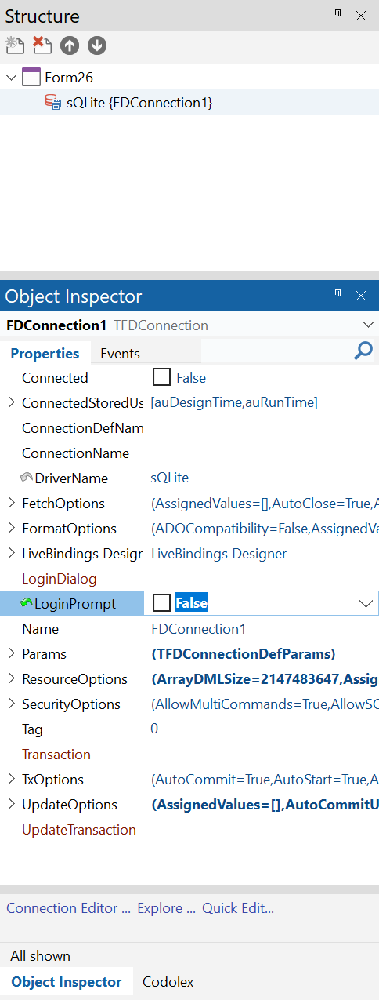 Structure
Form26
sQLite {FDConnection1}
Object Inspector
FDConnection1 TFDConnection
Properties Events
Connected False
ConnectedStoredUs [auDesignTime,auRunTime]
ConnectionDefNam
ConnectionName
DriverName sQLite
FetchOptions (AssignedValues=[],AutoClose=True,A
FormatOptions (ADOCompatibility=False,AssignedVa
LiveBindings Design LiveBindings Designer
LoginDialog
LoginPrompt False
Name FDConnection1
Params (TFDConnectionDefParams)
ResourceOptions (ArrayDMLSize=2147483647,Assig
SecurityOptions (AllowMultiCommands=True,AllowSQ
Tag 0
Transaction
TxOptions (AutoCommit=True,AutoStart=True,A
UpdateOptions (AssignedValues=[],AutoCommitU
UpdateTransaction
Connection Editor ... Explore ... Quick Edit...
All shown
Object Inspector Codolex